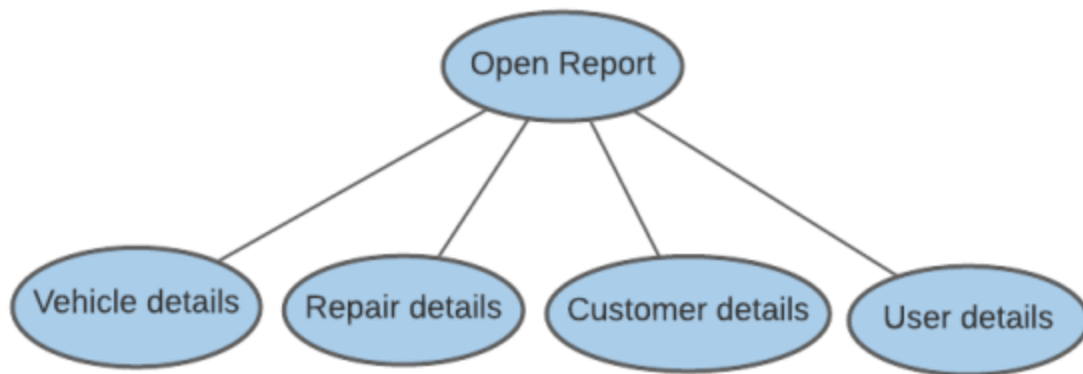 Open Report
Vehicle details
Repair details
Customer details
User details